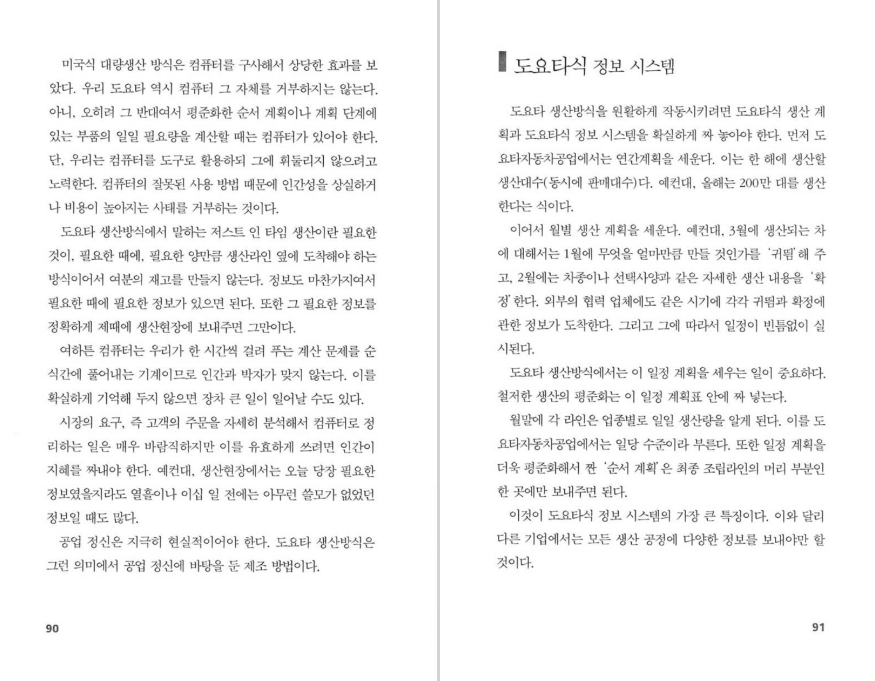 미국식 대량생산 방식은 컴퓨터를 구사해서 상당한 효과를 보
았다. 우리 도요타 역시 컴퓨터 그 자체를 거부하지는 않는다.
아니, 오히려 그 반대여서 평준화한 순서 계획이나 계획 단계에
있는 부품의 일일 필요량을 계산할 때는 컴퓨터가 있어야 한다.
단, 우리는 컴퓨터를 도구로 활용하되 그에 휘둘리지 않으려고
노력한다. 컴퓨터의 잘못된 사용 방법 때문에 인간성을 상실하거
나 비용이 높아지는 사태를 거부하는 것이다.
도요타 생산방식에서 말하는 저스트 인 타임 생산이란 필요한
것이, 필요한 때에, 필요한 양만큼 생산라인 옆에 도착해야 하는
방식이어서 여분의 재고를 만들지 않는다. 정보도 마찬가지여서
필요한 때에 필요한 정보가 있으면 된다. 또한 그 필요한 정보를
정확하게 제때에 생산현장에 보내주면 그만이다.
여하튼 컴퓨터는 우리가 한 시간씩 걸려 푸는 계산 문제를 순
식간에 풀어내는 기계이므로 인간과 박자가 맞지 않는다. 이를
확실하게 기억해 두지 않으면 장차 큰 일이 일어날 수도 있다.
시장의 요구, 즉 고객의 주문을 자세히 분석해서 컴퓨터로 정
리하는 일은 매우 바람직하지만 이를 유효하게 쓰려면 인간이
지혜를 짜내야 한다. 예컨대, 생산현장에서는 오늘 당장 필요한
정보였을지라도 열흘이나 이십 일 전에는 아무런 쓸모가 없었던
정보일 때도 많다.
공업 정신은 지극히 현실적이어야 한다. 도요타 생산방식은
그런 의미에서 공업 정신에 바탕을 둔 제조 방법이다.
90
도요타식 정보 시스템
도요타 생산방식을 원활하게 작동시키려면 도요타식 생산 계
획과 도요타식 정보 시스템을 확실하게 짜 놓아야 한다. 먼저 도
요타자동차공업에서는 연간계획을 세운다. 이는 한 해에 생산할
생산대수(동시에 판매대수)다. 예컨대, 올해는 200만 대를 생산
한다는 식이다.
이어서 월별 생산 계획을 세운다. 예컨대, 3월에 생산되는 차
에 대해서는 1월에 무엇을 얼마만큼 만들 것인가를 ‘귀띔’해 주
고, 2월에는 차종이나 선택사양과 같은 자세한 생산 내용을 ‘확
정’한다. 외부의 협력 업체에도 같은 시기에 각각 귀띔과 확정에
관한 정보가 도착한다. 그리고 그에 따라서 일정이 빈틈없이 실
시된다.
도요타 생산방식에서는 이 일정 계획을 세우는 일이 중요하다.
철저한 생산의 평준화는 이 일정 계획표 안에 짜 넣는다.
월말에 각 라인은 업종별로 일일 생산량을 알게 된다. 이를 도
요타자동차공업에서는 일당 수준이라 부른다. 또한 일정 계획을
더욱 평준화해서 짠 ‘순서 계획’은 최종 조립라인의 머리 부분인
한 곳에만 보내주면 된다.
이것이 도요타식 정보 시스템의 가장 큰 특징이다. 이와 달리
다른 기업에서는 모든 생산 공정에 다양한 정보를 보내야만 할
것이다.
91